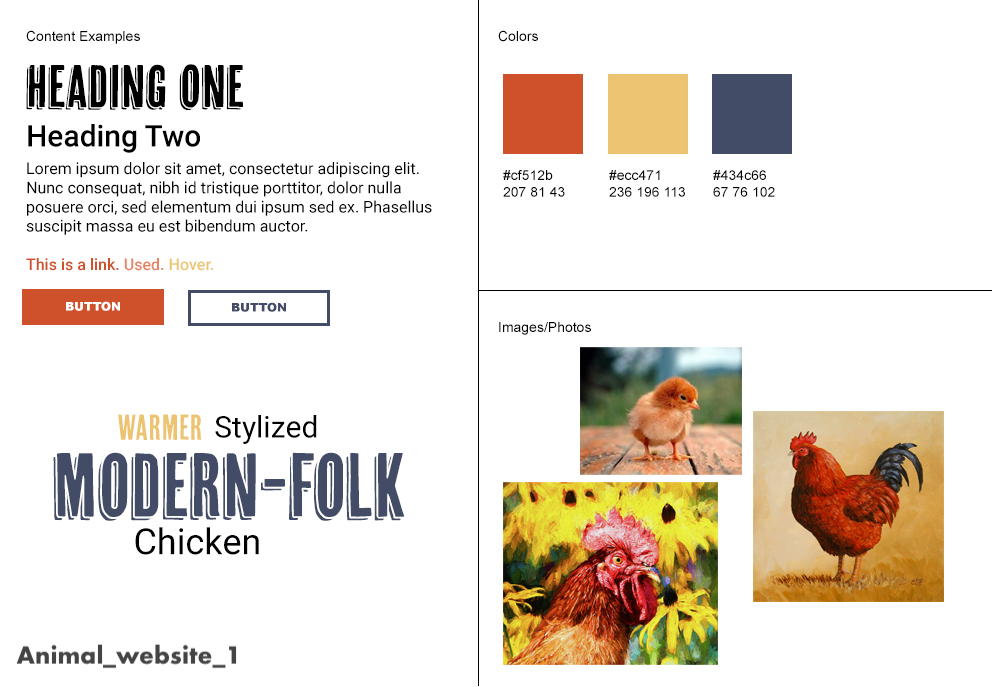 Content Examples
HEADING ONE
Heading Two
Lorem ipsum dolor sit amet, consectetur adipiscing elit.
Nunc consequat, nibh id tristique porttitor, dolor nulla
posuere orci, sed elementum dui ipsum sed ex. Phasellus
suscipit massa eu est bibendum auctor.
This is a link. Used. Hover.
BUTTON
BUTTON
WARMER Stylized
MODERN-FOLK
Chicken
Animal_website_1
Colors
#cf512b
207 81 43
#ecc471
236 196 113
#434c66
67 76 102
Images/Photos